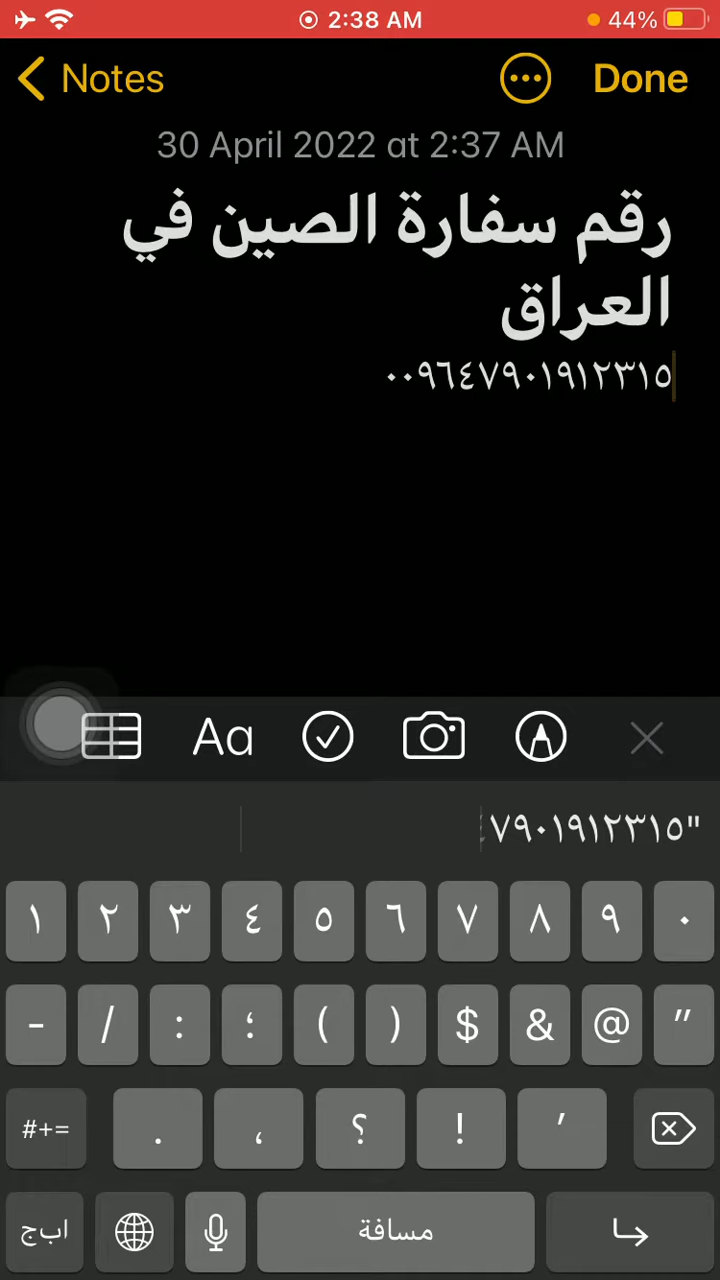 2:38 AM
44%
Notes
Done
30 April 2022 at 2:37 AM
رقم سفارة الصين في
العراق
٠٠٩٦٤٧٩٠١٩١٢٣١٥
Aa
٧٩٠١٩١٢٣١٥"
١ ٢ ٣ ٤ ٥ ٦ ٧ ٨ ٩ ٠
- / : ؛ ( ) $ & @ "
#+= . ، ؟ ! '
اب‌ج مسافة